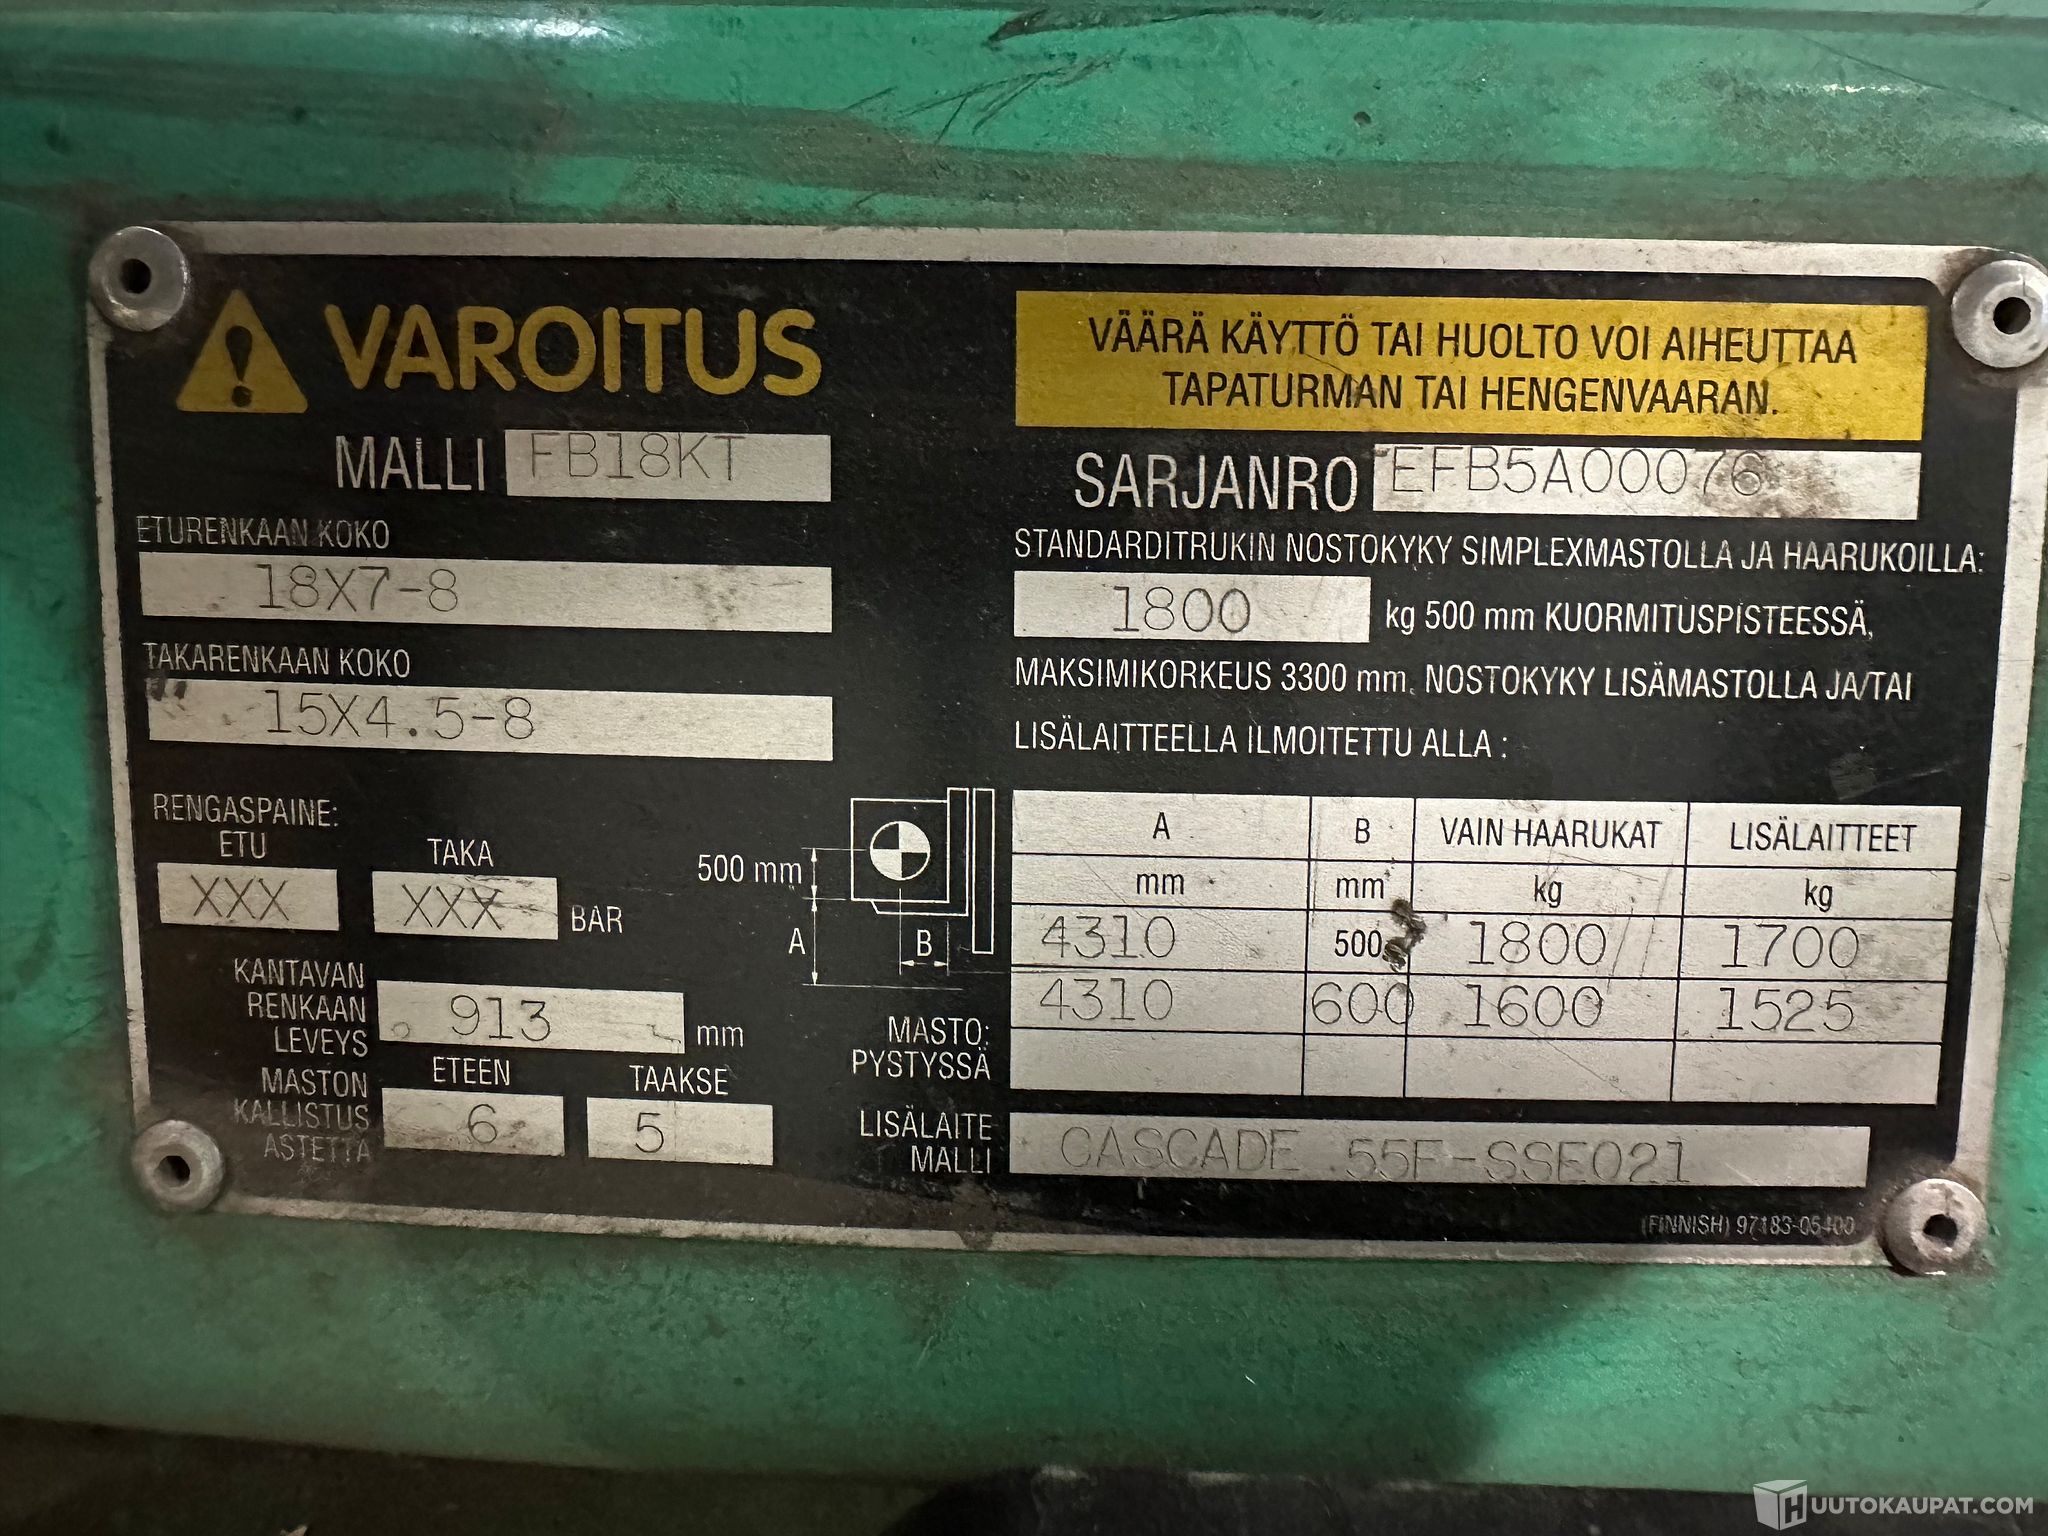 VAROITUS
VÄÄRÄ KÄYTTÖ TAI HUOLTO VOI AIHEUTTAA
TAPATURMAN TAI HENGENVAARAN.
MALLI FB18KT
SARJANRO EFB5A00076
ETURENKAAN KOKO
18X7-8
TAKARENKAAN KOKO
15X4.5-8
STANDARDITRUKIN NOSTOKYKY SIMPLEXMASTOLLA JA HAARUKOILLA:
1800 kg 500 mm KUORMITUSPISTEESSÄ,
MAKSIMIKORKEUS 3300 mm. NOSTOKYKY LISÄMASTOLLA JA/TAI
LISÄLAITTEELLA ILMOITETTU ALLA :
RENGASPAINE:
ETU TAKA
XXX XXX BAR
KANTAVAN
RENKAAN
LEVEYS
913 mm
MASTON
KALLISTUS
ASTETTA
ETEEN TAAKSE
6 5
500 mm
A B
MASTO:
PYSTYSSÄ
A B VAIN HAARUKAT LISÄLAITTEET
mm mm kg kg
4310 500 1800 1700
4310 600 1600 1525
LISÄLAITE
MALLI
CASCADE 55F-SSE021
(FINNISH) 97183-05400
HUUTOKAUPAT.COM